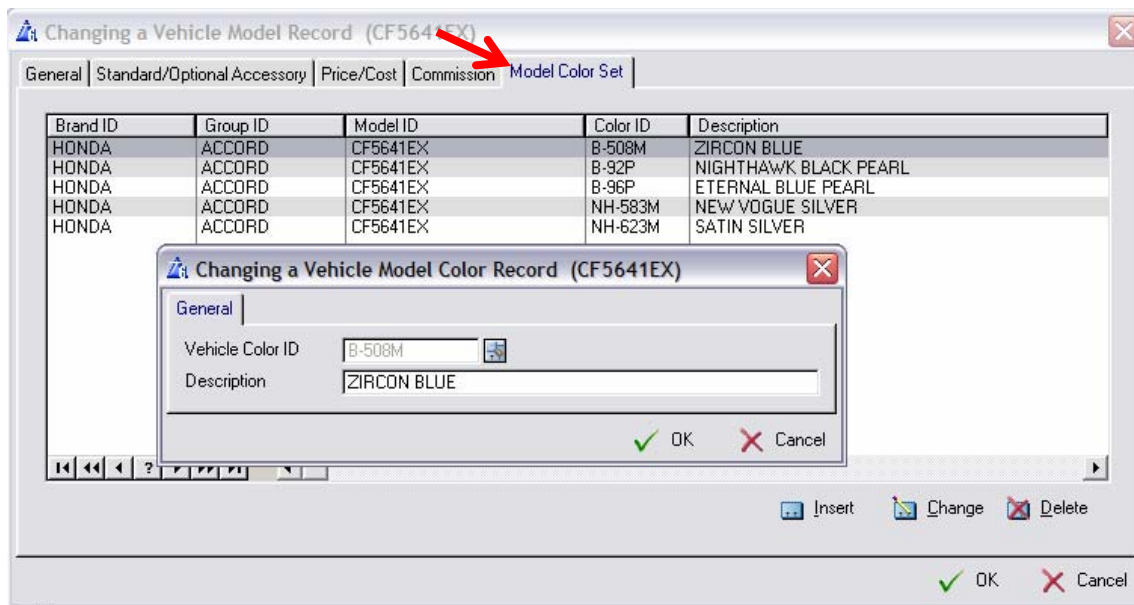 Changing a Vehicle Model Record (CF5641EX)
General Standard/Optional Accessory Price/Cost Commission Model Color Set
Brand ID Group ID Model ID Color ID Description
HONDA ACCORD CF5641EX B-508M ZIRCON BLUE
HONDA ACCORD CF5641EX B-92P NIGHTHAWK BLACK PEARL
HONDA ACCORD CF5641EX B-96P ETERNAL BLUE PEARL
HONDA ACCORD CF5641EX NH-583M NEW VOGUE SILVER
HONDA ACCORD CF5641EX NH-623M SATIN SILVER
Changing a Vehicle Model Color Record (CF5641EX)
General
Vehicle Color ID B-508M
Description ZIRCON BLUE
OK Cancel
?
Insert Change Delete
OK Cancel